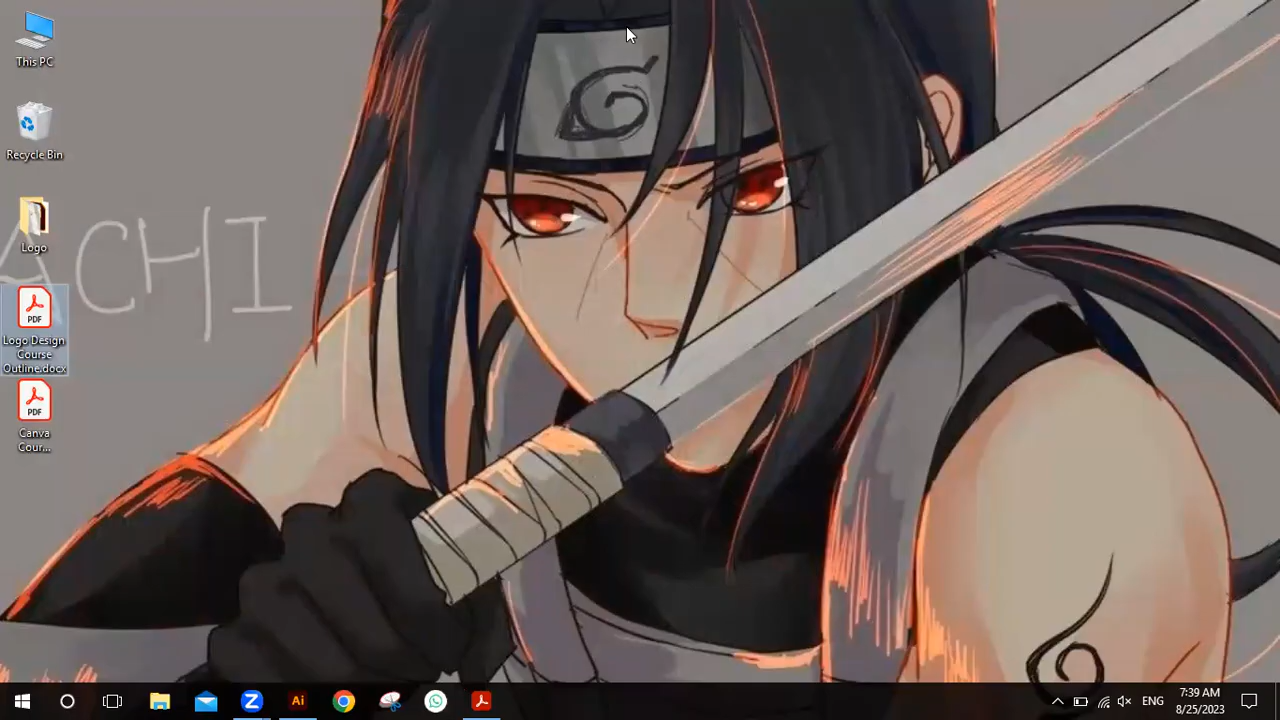 This PC
Recycle Bin
Logo
ACHI
PDF
Logo Design
Course
Outline.docx
PDF
Canva
Cour...
Z
Ai
ENG
7:39 AM
8/25/2023